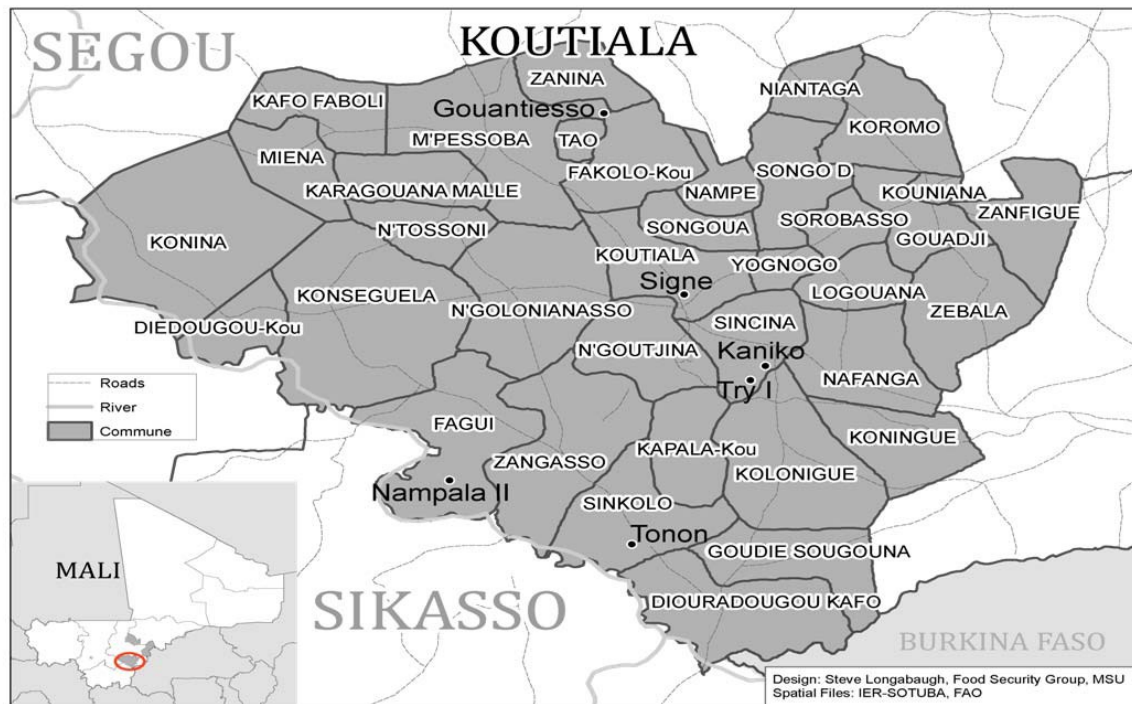 SEGOU
KOUTIALA
ZANINA
NIANTAGA
KAFO FABOLI
Gouantiesso
KOROMO
M'PESSOBA
TAO
MIENA
FAKOLO-Kou
SONGO D
KARAGOUANA MALLE
NAMPE
KOUNIANA
ZANFIGUE
SONGOUA
SOROBASSO
N'TOSSONI
GOUADJI
KONINA
KOUTIALA
YOGNOGO
Signe
LOGOUANA
KONSEGUELA
N'GOLONIANASSO
ZEBALA
DIEDOUGOU-Kou
SINCINA
N'GOUTJINA
Kaniko
NAFANGA
Try I
Roads
River
Commune
FAGUI
KONINGUE
KAPALA-Kou
ZANGASSO
KOLONIGUE
Nampala II
SINKOLO
Tonon
GOUDIE SOUGOUNA
MALI
DIOURADOUGOU KAFO
SIKASSO
BURKINA FASO
Design: Steve Longabaugh, Food Security Group, MSU
Spatial Files: IER-SOTUBA, FAO